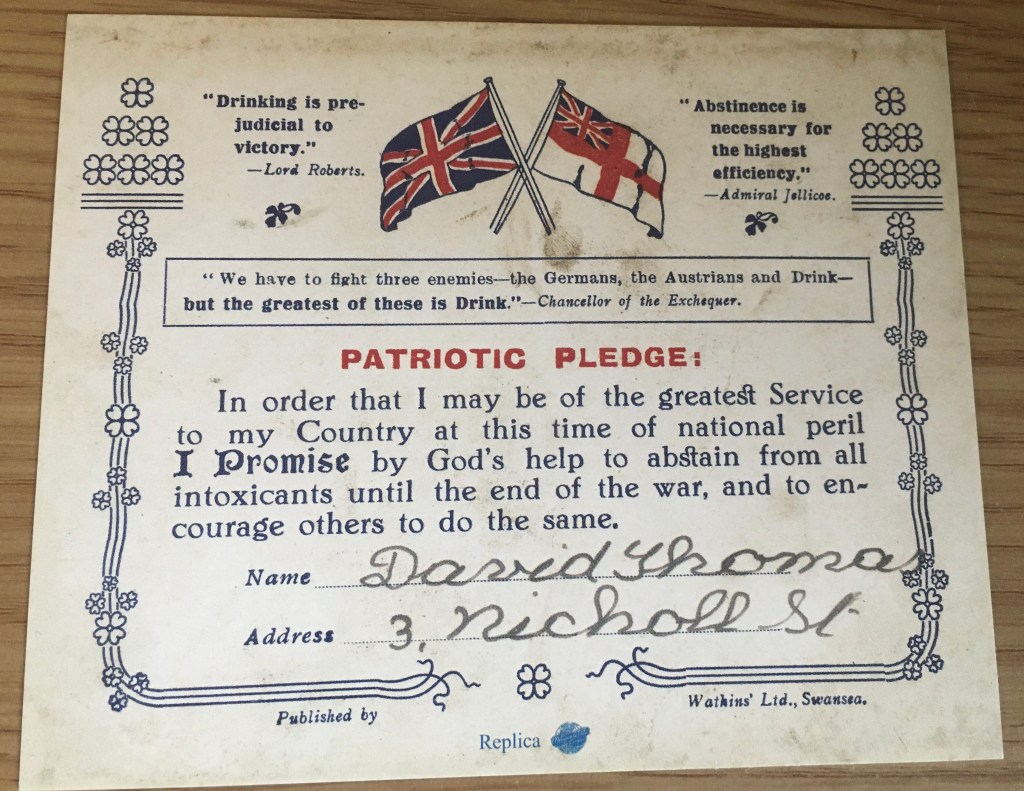 "Drinking is pre-
judicial to
victory."
—Lord Roberts.
"Abstinence is
necessary for
the highest
efficiency."
—Admiral Jellicoe.
"We have to fight three enemies—the Germans, the Austrians and Drink—
but the greatest of these is Drink."—Chancellor of the Exchequer.
PATRIOTIC PLEDGE:
In order that I may be of the greatest Service
to my Country at this time of national peril
I Promise by God's help to abstain from all
intoxicants until the end of the war, and to en-
courage others to do the same.
Name David Thomas
Address 3, Nicholl St
Published by
Watkins' Ltd., Swansea.
Replica